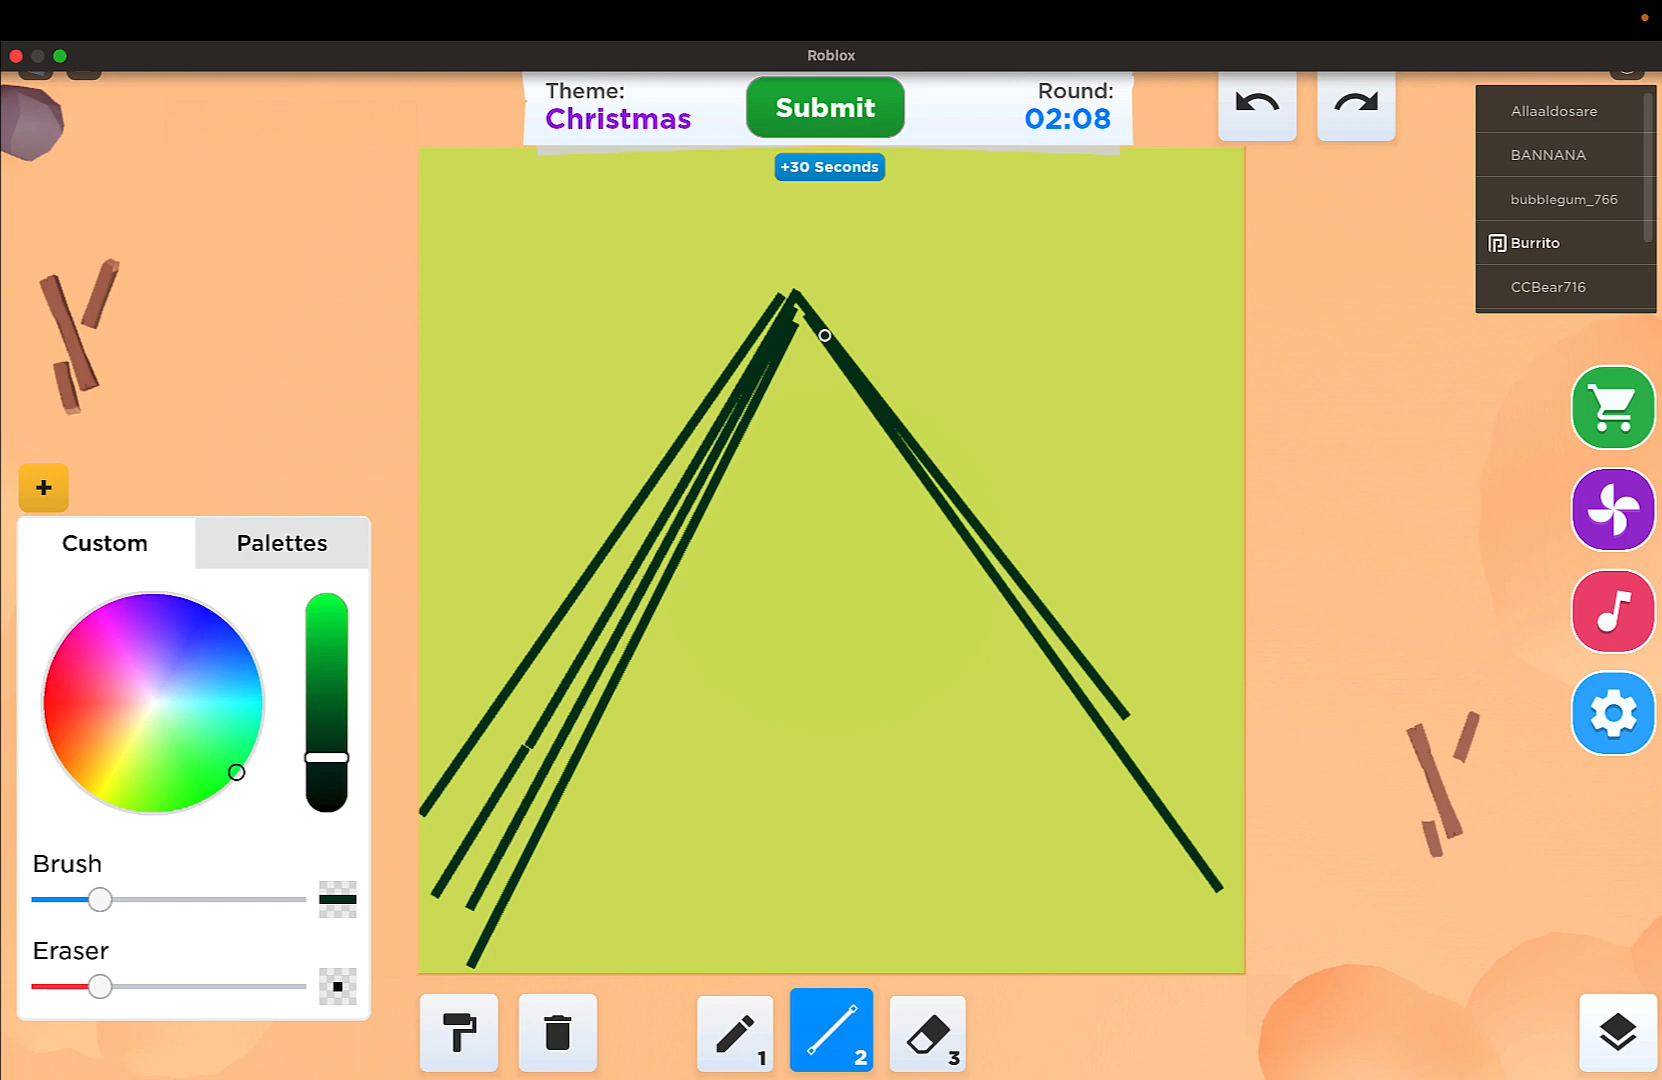 Roblox
Theme:
Christmas
Submit
Round:
02:08
+30 Seconds
Allaaldosare
BANNANA
bubblegum_766
Burrito
CCBear716
+
Custom
Palettes
Brush
Eraser
1
2
3